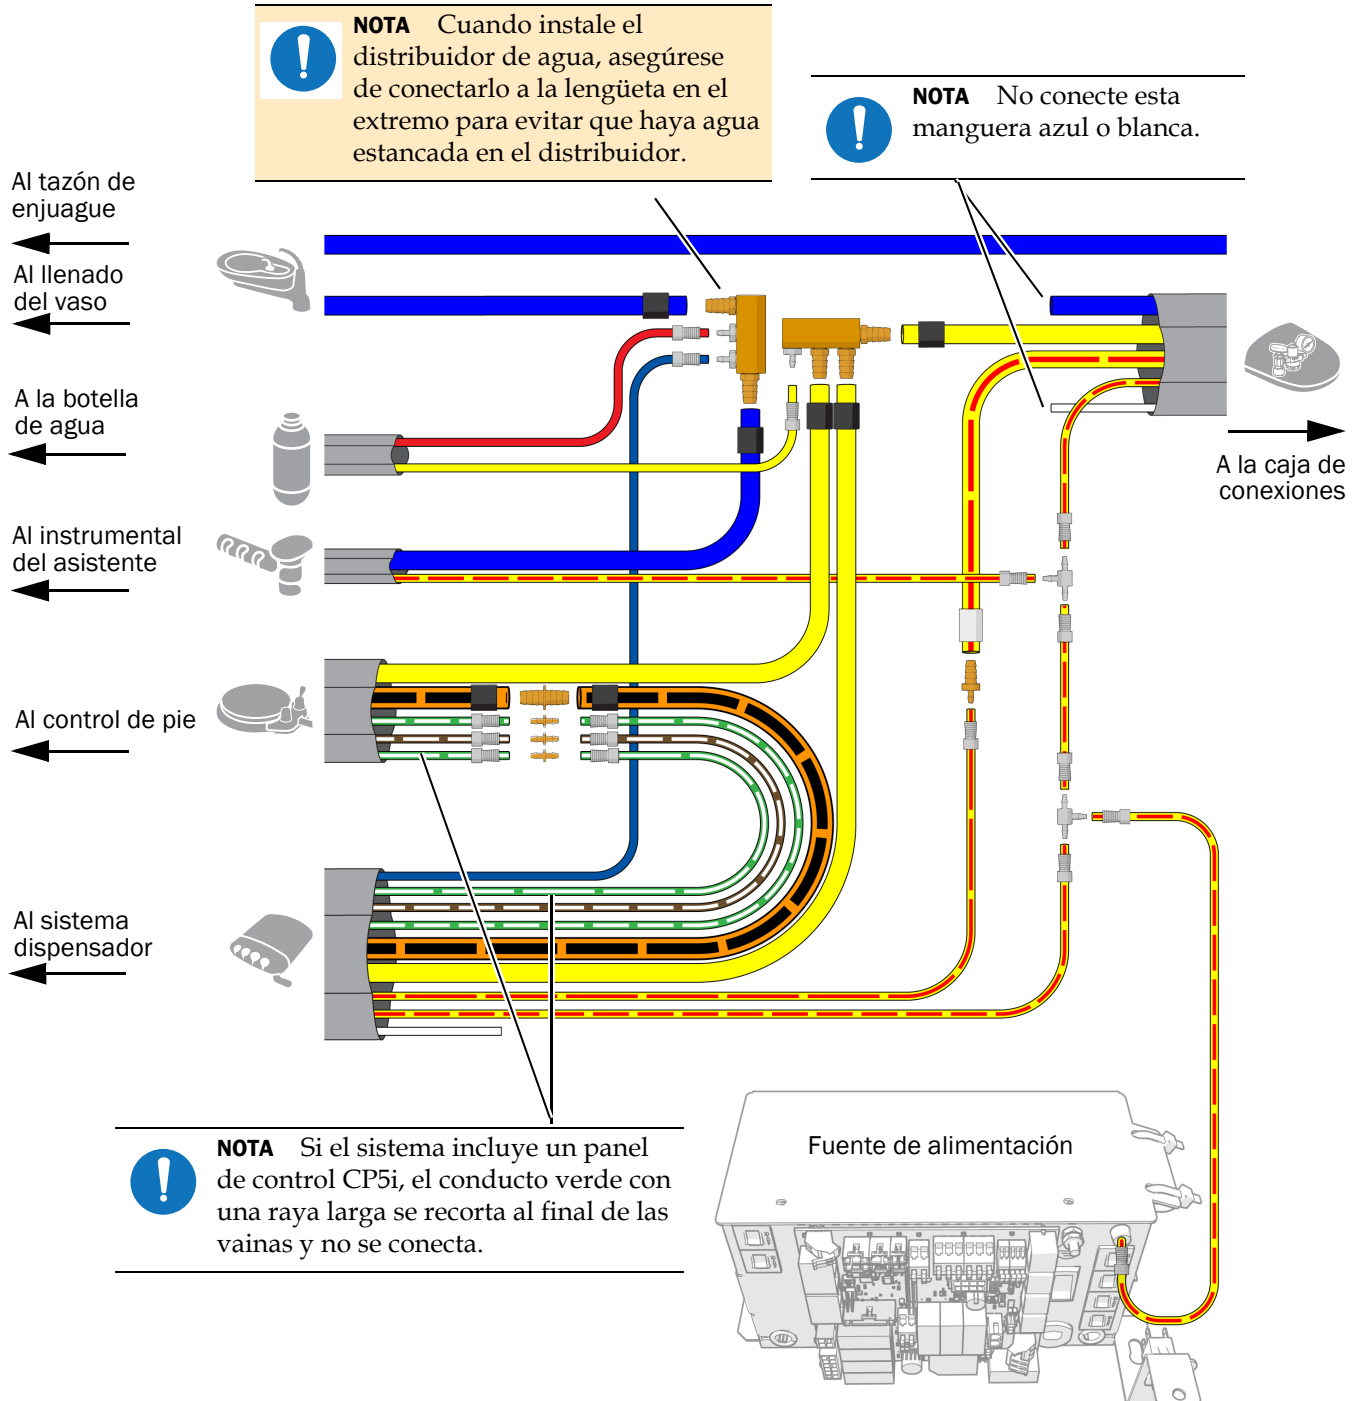 NOTA Cuando instale el
distribuidor de agua, asegúrese
de conectarlo a la lengüeta en el
extremo para evitar que haya agua
estancada en el distribuidor.
NOTA No conecte esta
manguera azul o blanca.
Al tazón de
enjuague
Al llenado
del vaso
A la botella
de agua
A la caja de
conexiones
Al instrumental
del asistente
Al control de pie
Al sistema
dispensador
NOTA Si el sistema incluye un panel
de control CP5i, el conducto verde con
una raya larga se recorta al final de las
vainas y no se conecta.
Fuente de alimentación